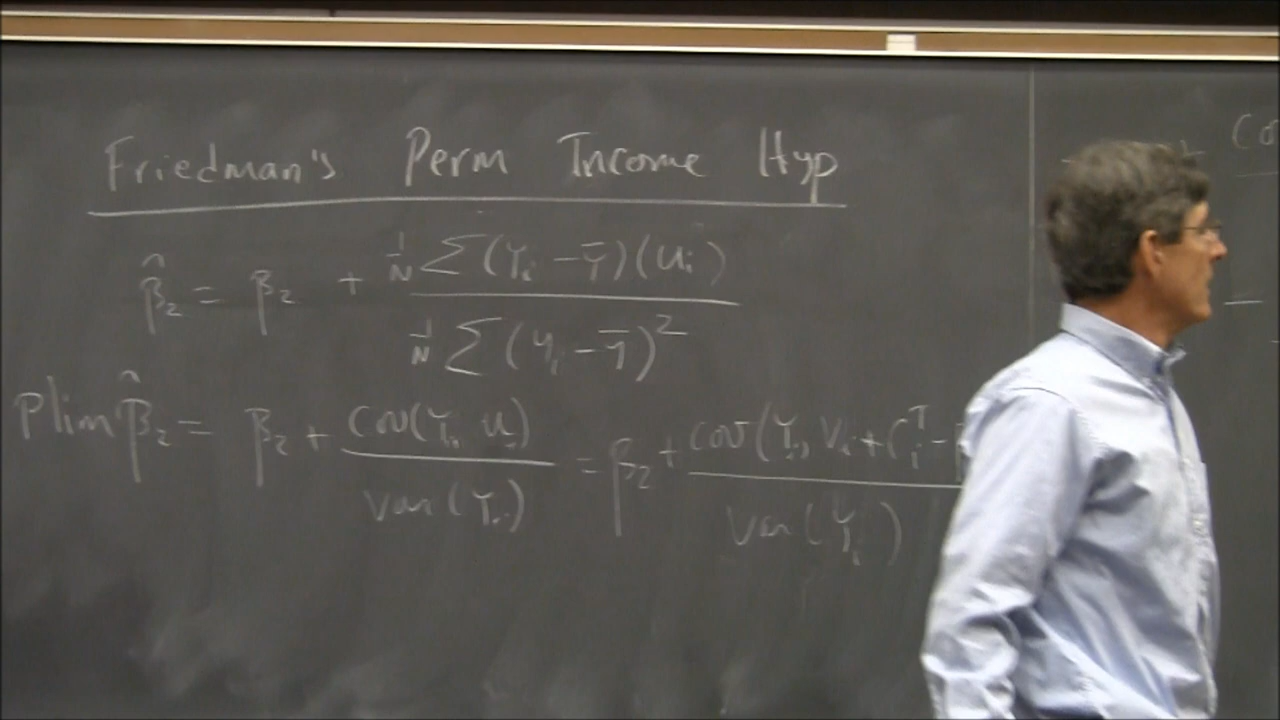 Friedman's Perm Income Hyp
β̂₂ = β₂ + 1/N Σ(Yᵢ - Ȳ)(uᵢ) / 1/N Σ(Yᵢ - Ȳ)²
Plim β̂₂ = β₂ + Cov(Yᵢ, uᵢ) / Var(Yᵢ) = β₂ + Cov(Yᵢ, Vᵢ + Cᵢᵀ - / Var(Yᵢ)
Co